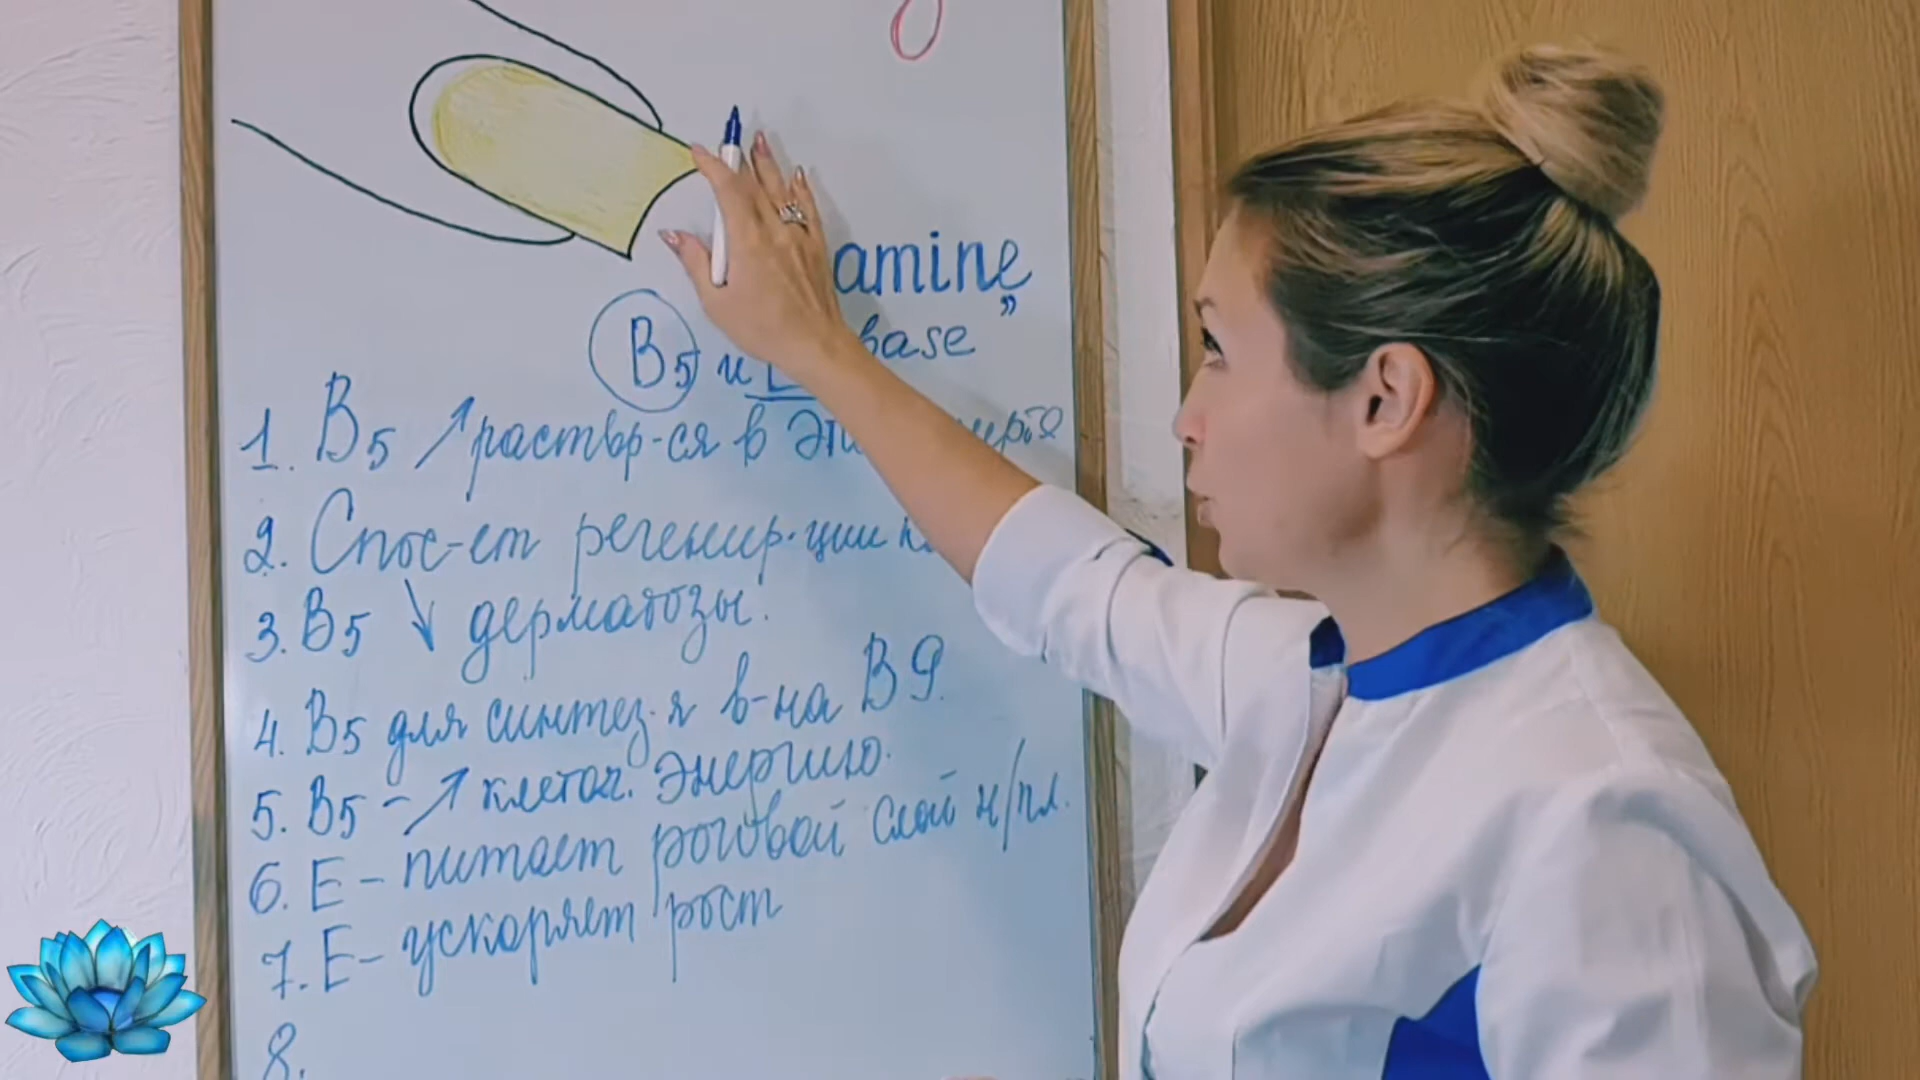 amine
B5 и base"
1. B5 ↗ раствр-ся в
2. Спос-ет регенир-ции
3. B5 ↘ дерматозы.
4. B5 для синтез-я в-на B9.
5. B5 - ↗ клеточ. энергию.
6. E - питает роговой слой н/пл.
7. E - ускоряет рост
8.